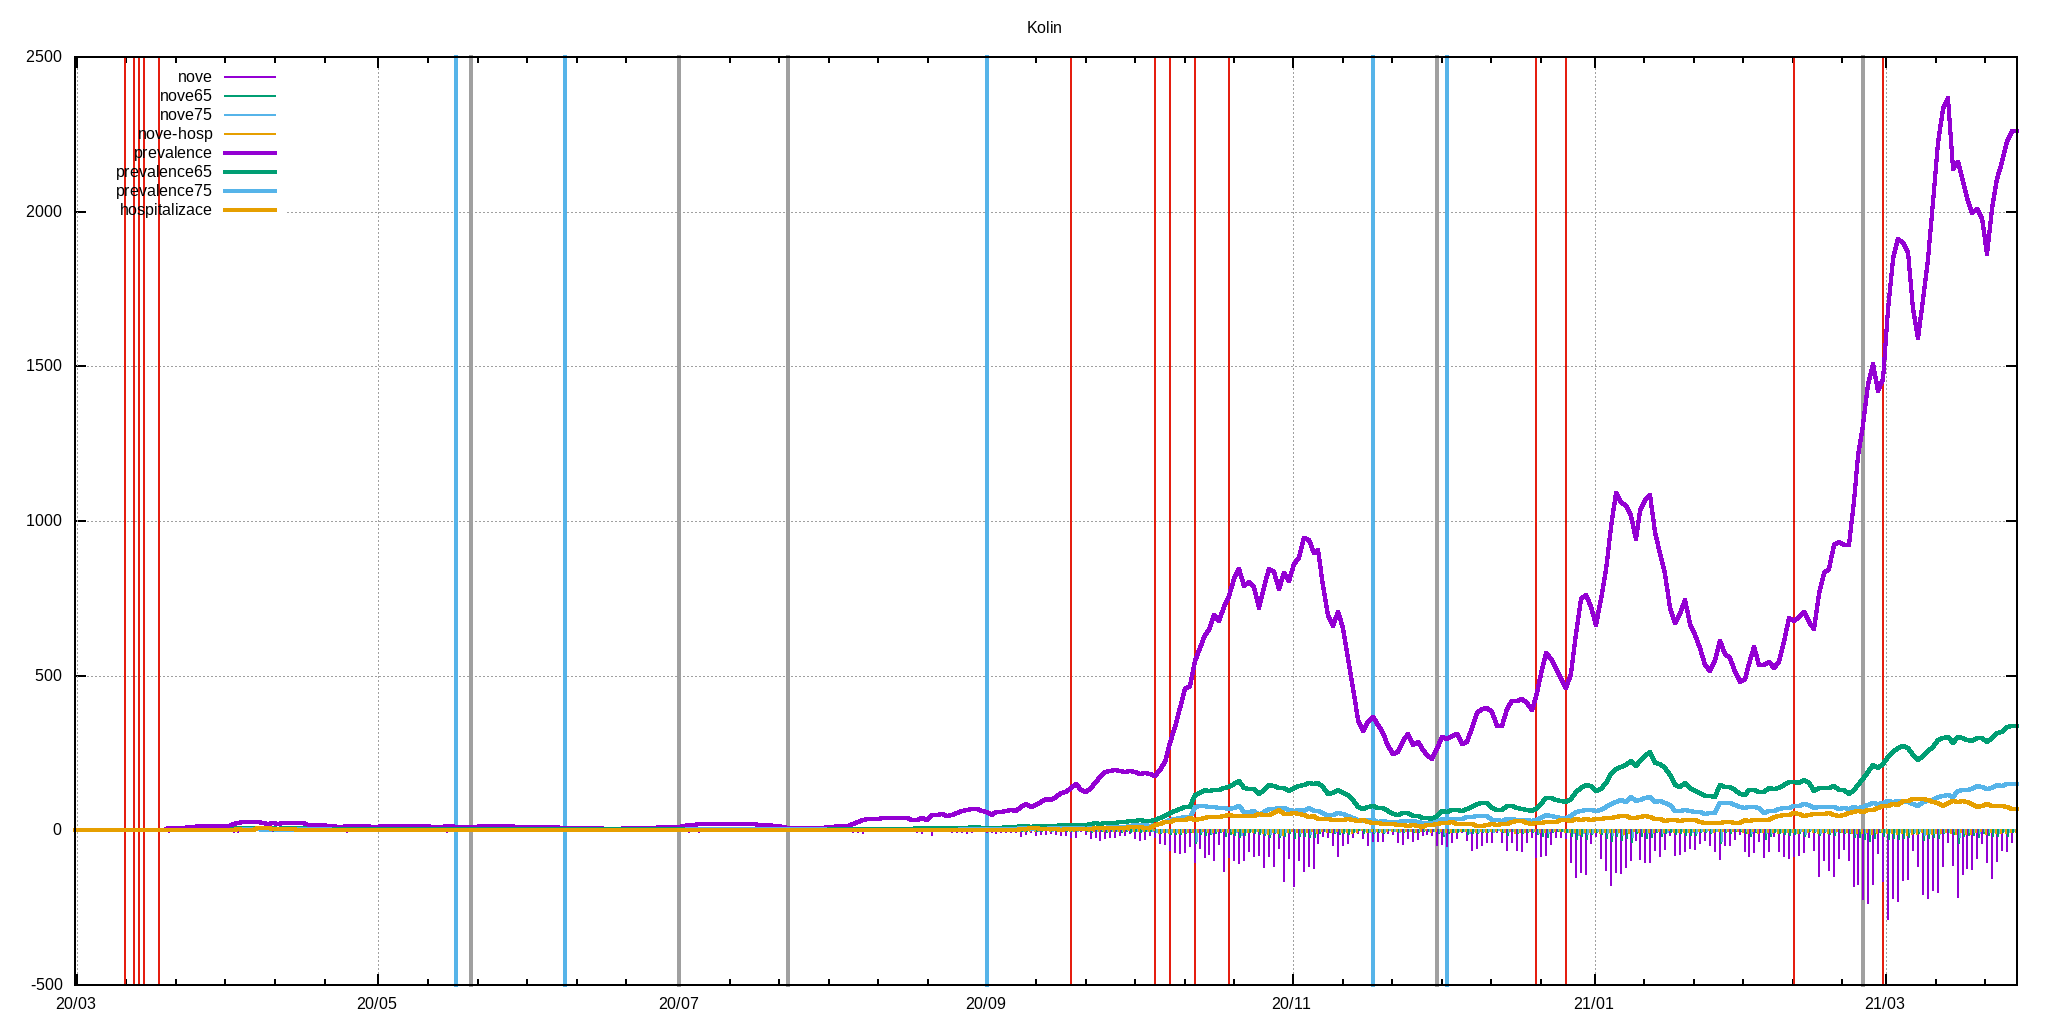 Kolin
2500
2000
1500
1000
500
0
-500
nove
nove65
nove75
nove-hosp
prevalence
prevalence65
prevalence75
hospitalizace
20/03
20/05
20/07
20/09
20/11
21/01
21/03